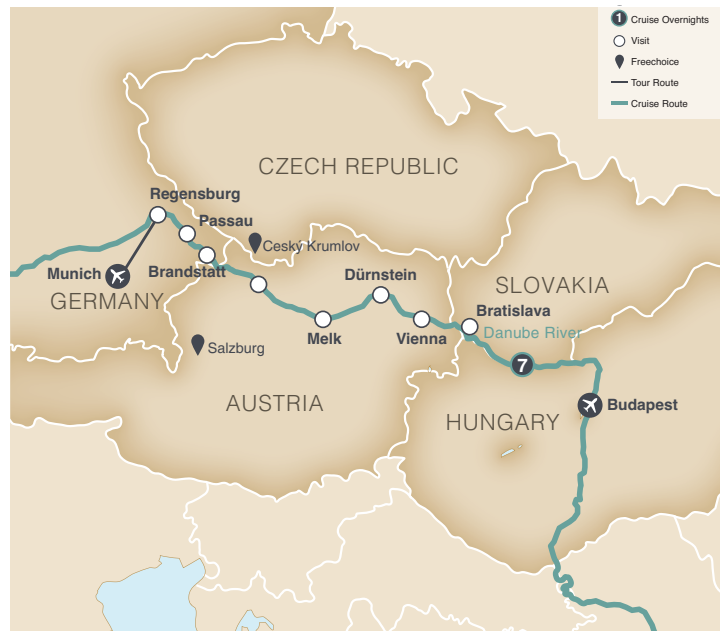 1 Cruise Overnights
Visit
Freechoice
Tour Route
Cruise Route
CZECH REPUBLIC
Regensburg
Passau
Cesky Krumlov
Munich
Brandstatt
Dürnstein
SLOVAKIA
GERMANY
Bratislava
Melk
Vienna
Danube River
Salzburg
7
AUSTRIA
Budapest
HUNGARY